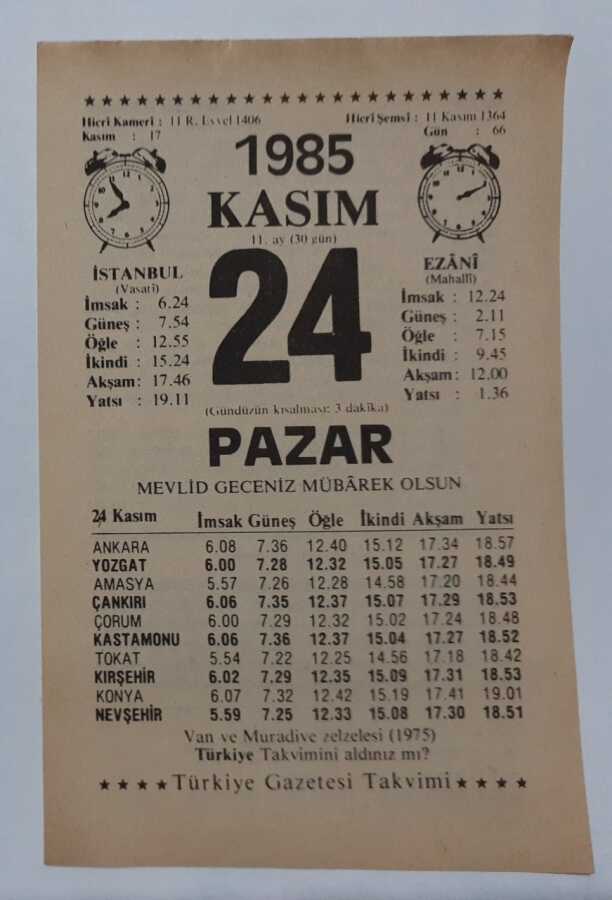 ★★★★★★★★★★★★★★★★★★★★★★★
Hicrî Kamerî : 11 R. Evvel 1406
Hicrî Şemsî : 11 Kasım 1364
Kasım : 17
Gün : 66
1985
KASIM
11. ay (30 gün)
24
İSTANBUL
(Vasatî)
İmsak : 6.24
Güneş : 7.54
Öğle : 12.55
İkindi : 15.24
Akşam: 17.46
Yatsı : 19.11
EZÂNÎ
(Mahallî)
İmsak : 12.24
Güneş : 2.11
Öğle : 7.15
İkindi : 9.45
Akşam: 12.00
Yatsı : 1.36
(Gündüzün kısalması: 3 dakika)
PAZAR
MEVLİD GECENİZ MÜBÂREK OLSUN
24 Kasım İmsak Güneş Öğle İkindi Akşam Yatsı
ANKARA 6.08 7.36 12.40 15.12 17.34 18.57
YOZGAT 6.00 7.28 12.32 15.05 17.27 18.49
AMASYA 5.57 7.26 12.28 14.58 17.20 18.44
ÇANKIRI 6.06 7.35 12.37 15.07 17.29 18.53
ÇORUM 6.00 7.29 12.32 15.02 17.24 18.48
KASTAMONU 6.06 7.36 12.37 15.04 17.27 18.52
TOKAT 5.54 7.22 12.25 14.56 17.18 18.42
KIRŞEHİR 6.02 7.29 12.35 15.09 17.31 18.53
KONYA 6.07 7.32 12.42 15.19 17.41 19.01
NEVŞEHİR 5.59 7.25 12.33 15.08 17.30 18.51
Van ve Muradiye zelzelesi (1975)
Türkiye Takvimini aldınız mı?
★★★★Türkiye Gazetesi Takvimi★★★★